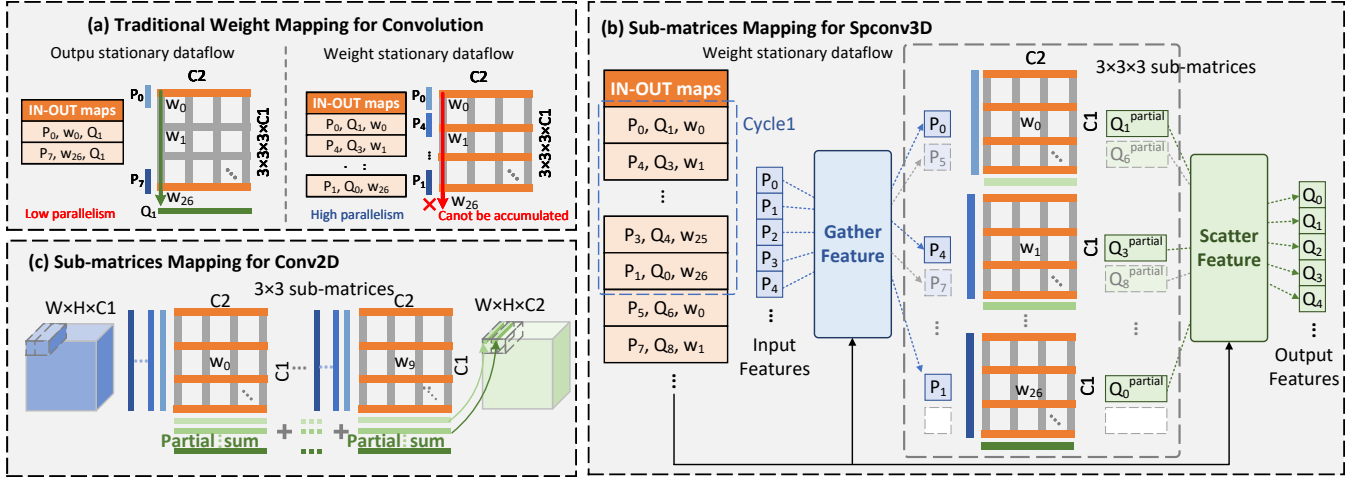 (a) Traditional Weight Mapping for Convolution
Outpu stationary dataflow
C2
P0
IN-OUT maps
P0, w0, Q1
P7, w26, Q1
w0
w1
3×3×3×C1
P7
w26
Q1
Low parallelism
Weight stationary dataflow
C2
P0
IN-OUT maps
P0, Q1, w0
P4, Q3, w1
P1, Q0, w26
P4
P1
w0
w1
3×3×3×C1
w26
High parallelism
Canot be accumulated
(b) Sub-matrices Mapping for Spconv3D
Weight stationary dataflow
IN-OUT maps
P0, Q1, w0
P4, Q3, w1
P3, Q4, w25
P1, Q0, w26
P5, Q6, w0
P7, Q8, w1
Cycle1
P0
P1
P2
P3
P4
Input
Features
Gather
Feature
C2
3×3×3 sub-matrices
P0
P5
P4
P7
P1
w0
w1
w26
C1
C1
C1
Q1partial
Q6partial
Q3partial
Q8partial
Q0partial
Scatter
Feature
Q0
Q1
Q2
Q3
Q4
Output
Features
(c) Sub-matrices Mapping for Conv2D
3×3 sub-matrices
W×H×C1
C2
w0
C1
C2
w9
C1
W×H×C2
Partial sum
+
+
Partial sum